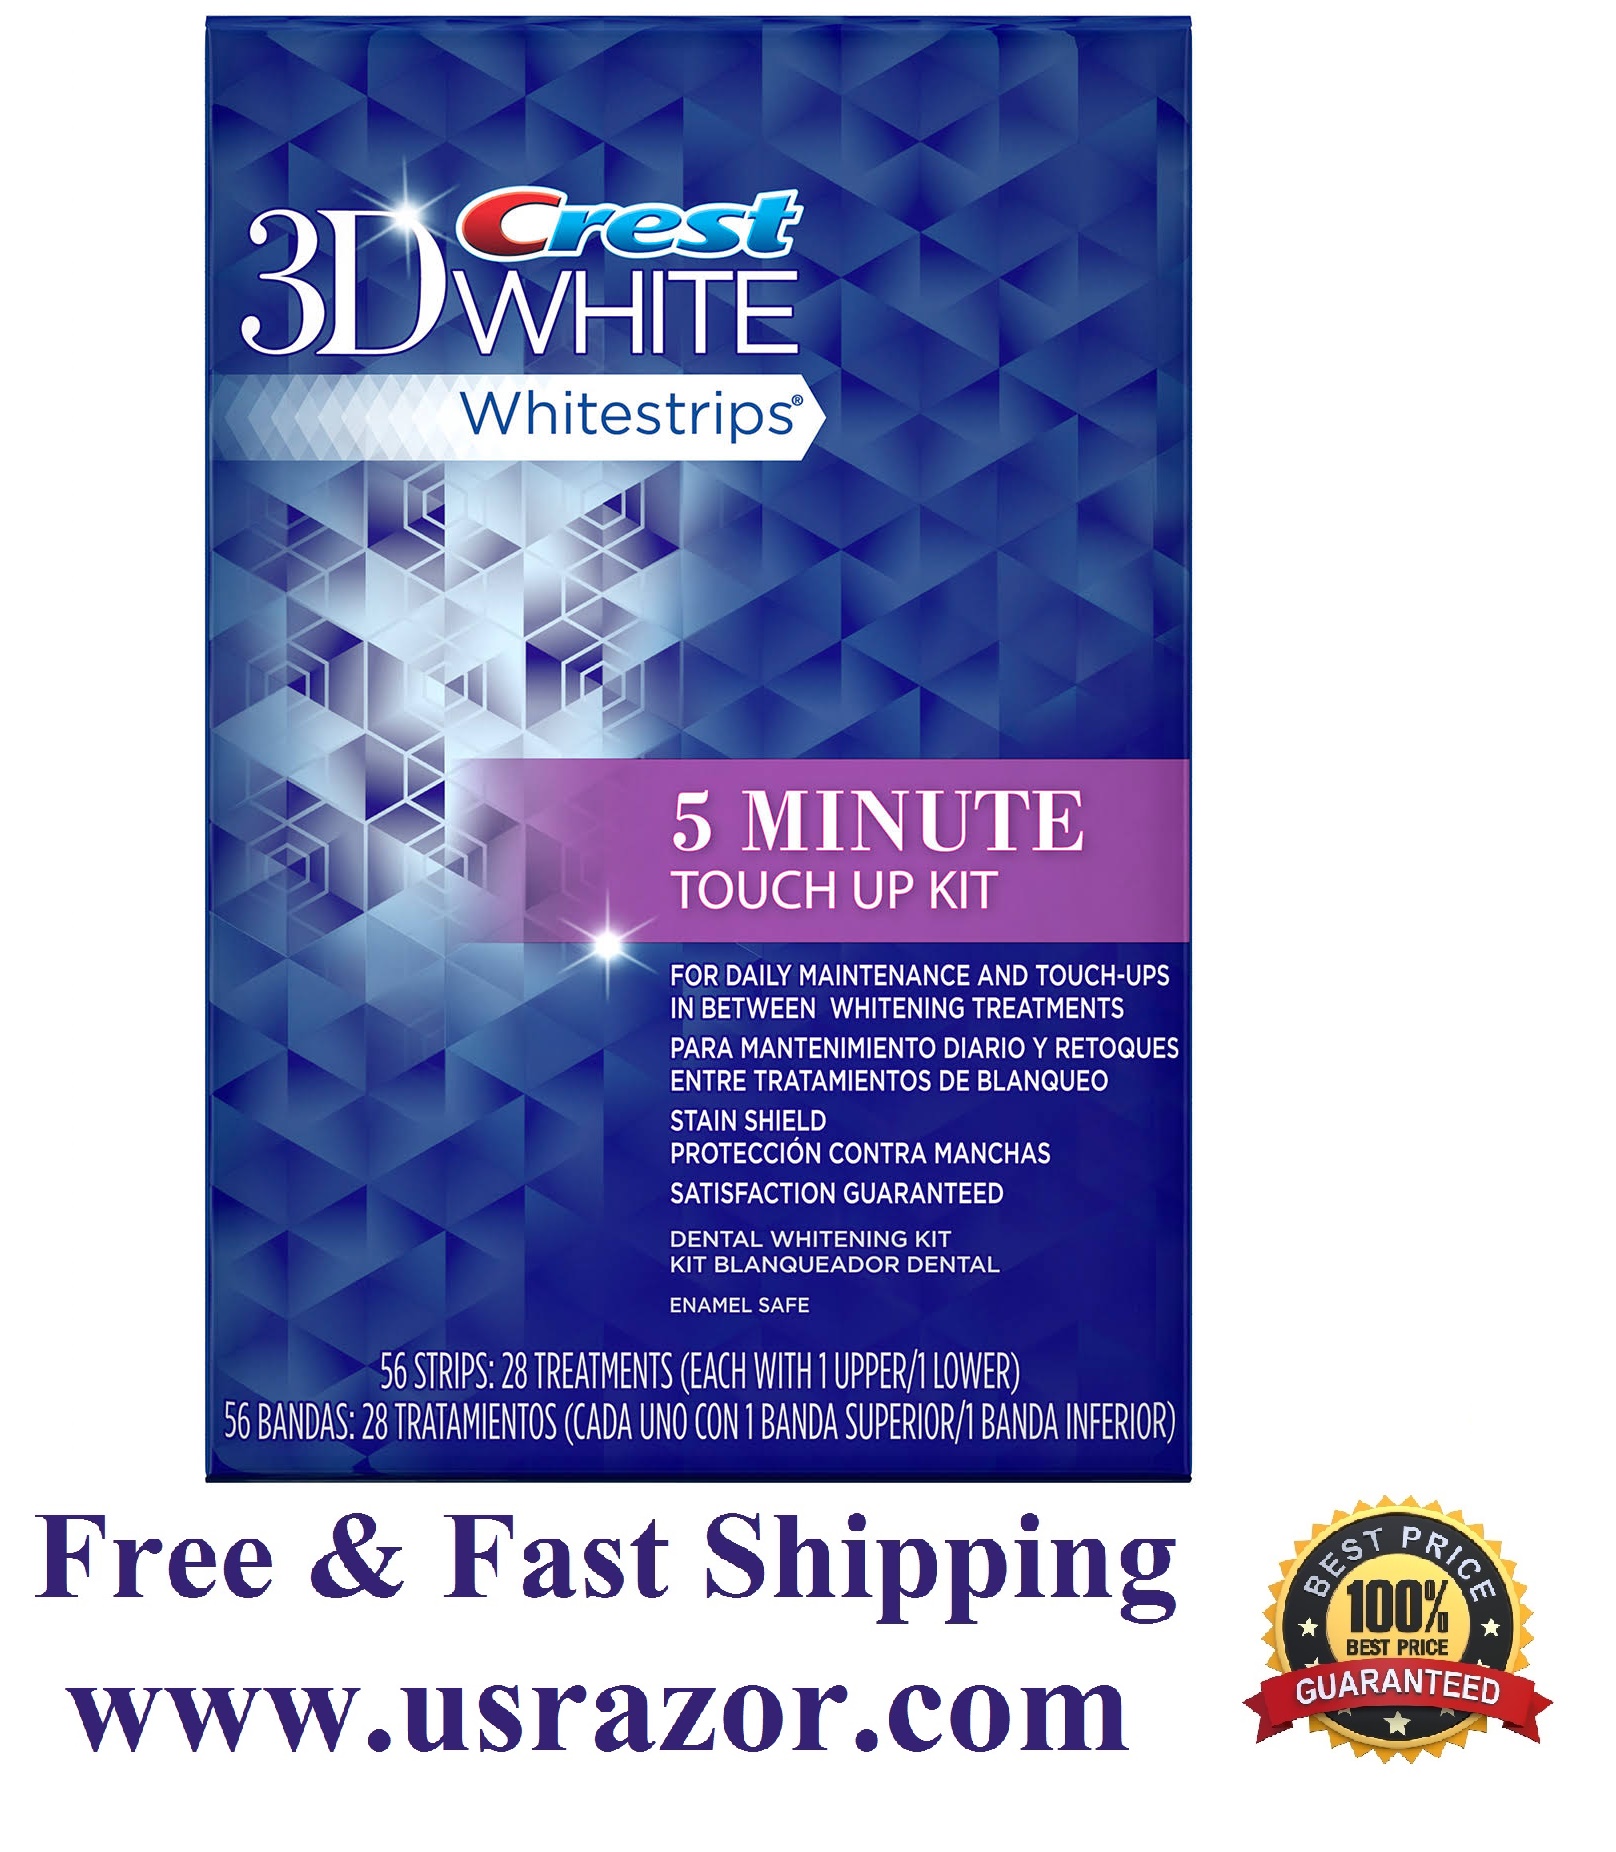 Crest
3D WHITE
Whitestrips®
5 MINUTE
TOUCH UP KIT
FOR DAILY MAINTENANCE AND TOUCH-UPS
IN BETWEEN WHITENING TREATMENTS
PARA MANTENIMIENTO DIARIO Y RETOQUES
ENTRE TRATAMIENTOS DE BLANQUEO
STAIN SHIELD
PROTECCIÓN CONTRA MANCHAS
SATISFACTION GUARANTEED
DENTAL WHITENING KIT
KIT BLANQUEADOR DENTAL
ENAMEL SAFE
56 STRIPS: 28 TREATMENTS (EACH WITH 1 UPPER/1 LOWER)
56 BANDAS: 28 TRATAMIENTOS (CADA UNO CON 1 BANDA SUPERIOR/1 BANDA INFERIOR)
Free & Fast Shipping
www.usrazor.com
BEST PRICE
100%
BEST PRICE
GUARANTEED